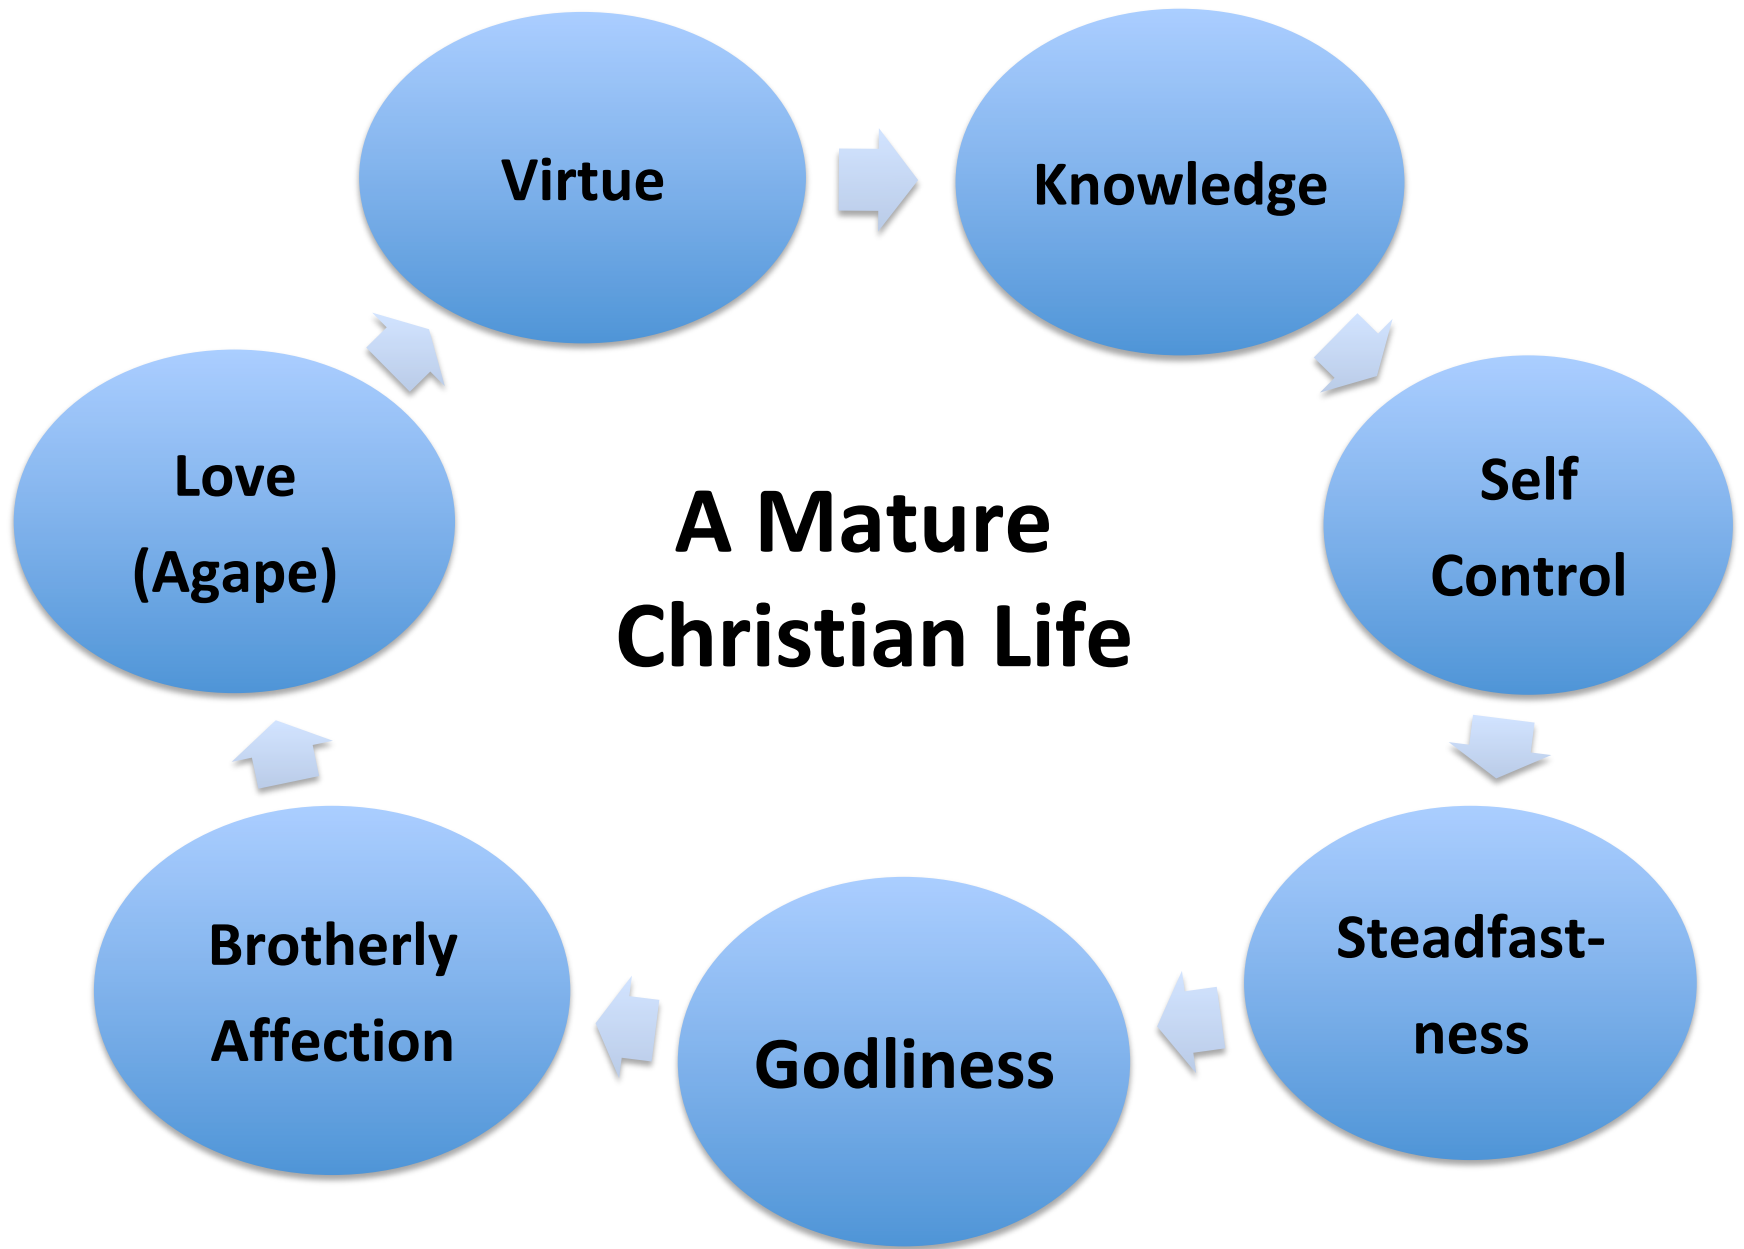 Virtue
Knowledge
Self
Control
Steadfast-
ness
Godliness
Brotherly
Affection
Love
(Agape)
A Mature
Christian Life